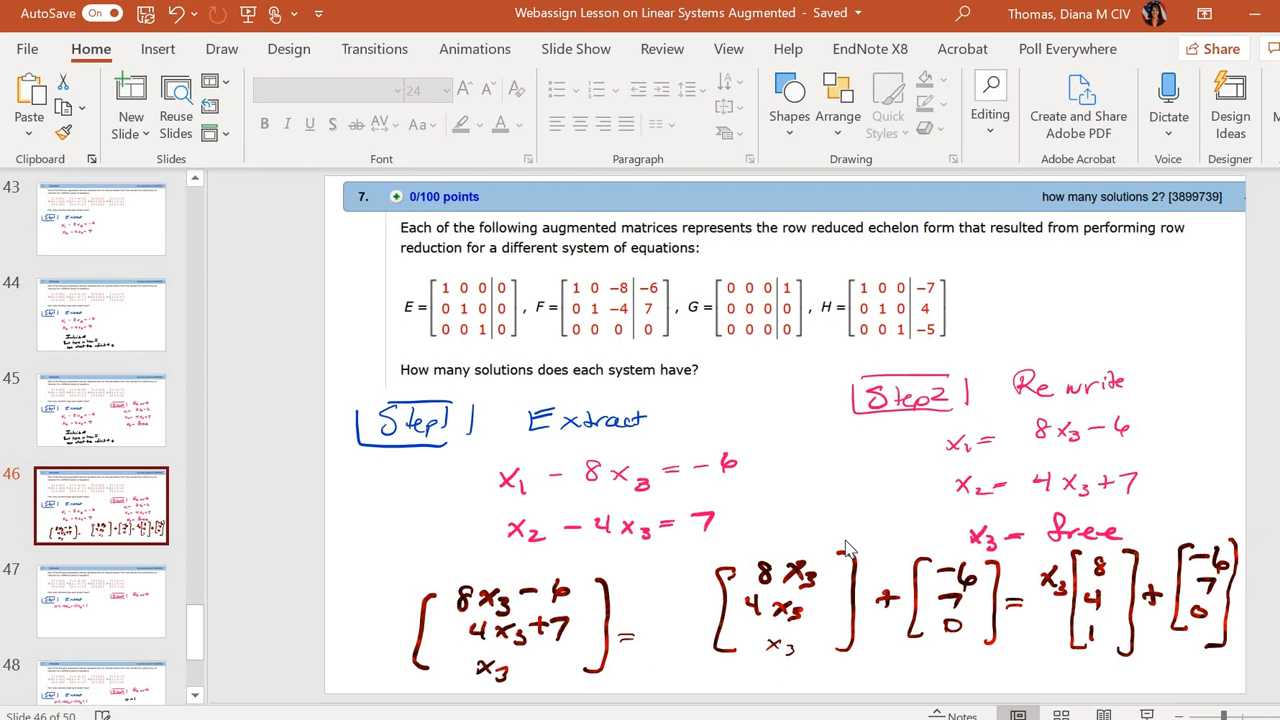 AutoSave On
Webassign Lesson on Linear Systems Augmented - Saved
Thomas, Diana M CIV
File Home Insert Draw Design Transitions Animations Slide Show Review View Help EndNote X8 Acrobat Poll Everywhere Share
Paste
New Slide
Reuse Slides
24
B I U S ab AV Aa A
Shapes Arrange Quick Styles
Editing
Create and Share Adobe PDF
Dictate
Design Ideas
Clipboard Slides Font Paragraph Drawing Adobe Acrobat Voice Designer
43
44
45
46
47
48
7. 0/100 points how many solutions 2? [3899739]
Each of the following augmented matrices represents the row reduced echelon form that resulted from performing row
reduction for a different system of equations:
1 0 0 | 0   1 0 −8 | −6   0 0 0 | 1   1 0 0 | −7
E = 0 1 0 | 0 , F = 0 1 −4 | 7 , G = 0 0 0 | 0 , H = 0 1 0 | 4
0 0 1 | 0   0 0 0 | 0   0 0 0 | 0   0 0 1 | −5
How many solutions does each system have?
Step1 Extract
x1 − 8x3 = −6
x2 − 4x3 = 7
Step2 Rewrite
x1 = 8x3 − 6
x2 = 4x3 + 7
x3 = free
[8x3 − 6   [8x3   [−6   x3[8   [−6
4x3 + 7 = 4x3 + 7 = 4 + 7
x3]   x3]   0]   1]   0]
Slide 46 of 50
Notes